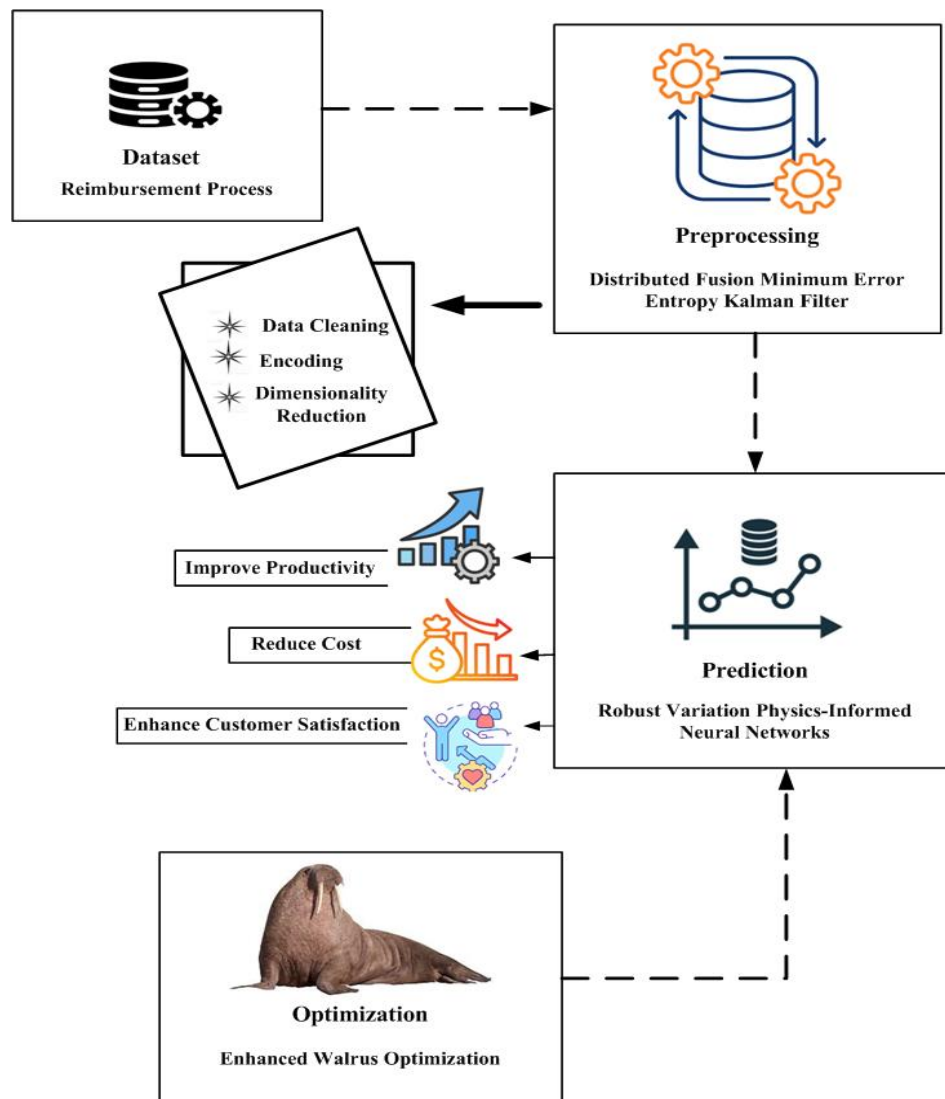 Dataset
Reimbursement Process
Preprocessing
Distributed Fusion Minimum Error
Entropy Kalman Filter
Data Cleaning
Encoding
Dimensionality
Reduction
Improve Productivity
Reduce Cost
$
Enhance Customer Satisfaction
Prediction
Robust Variation Physics-Informed
Neural Networks
Optimization
Enhanced Walrus Optimization